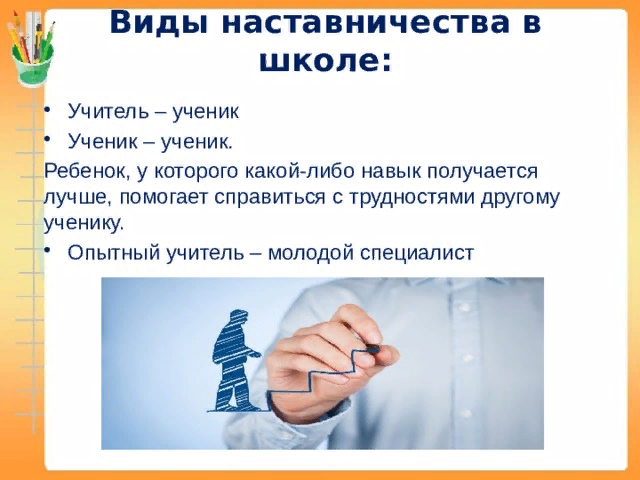 Виды наставничества в
школе:
• Учитель – ученик
• Ученик – ученик.
Ребенок, у которого какой-либо навык получается
лучше, помогает справиться с трудностями другому
ученику.
• Опытный учитель – молодой специалист